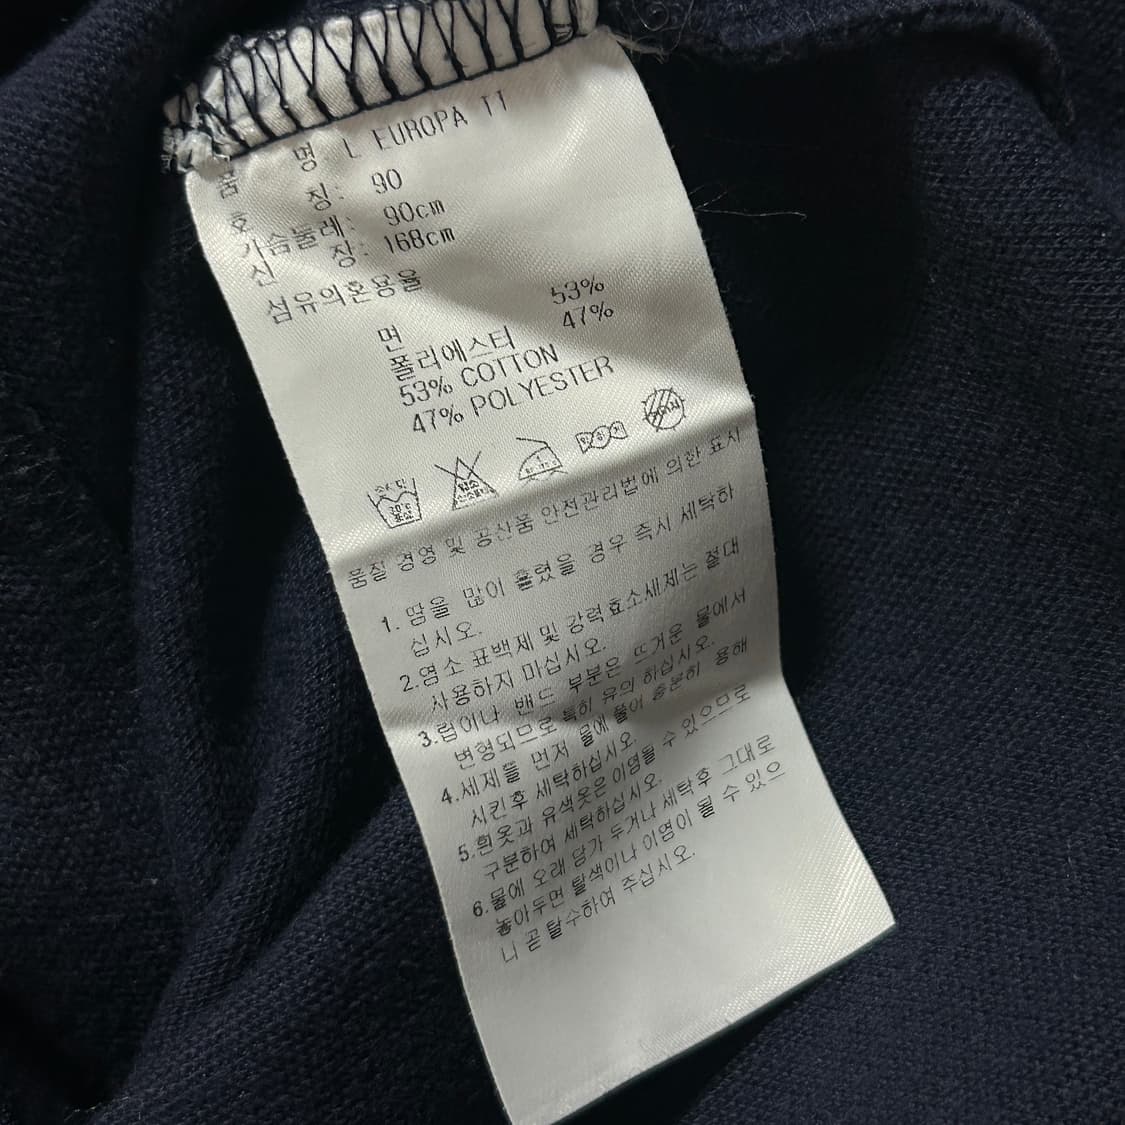 품 명 L EUROPA TI
호 칭: 90
가슴둘레: 90cm
신 장: 168cm
섬유의혼용율
면 53%
폴리에스터 47%
53% COTTON
47% POLYESTER
품질 경영 및 공산품 안전관리법에 의한 표시
1. 땀을 많이 흘렸을 경우 즉시 세탁하
십시오.
2.염소 표백제 및 강력효소세제는 절대
사용하지 마십시오.
3.럽이나 밴드 부분은 뜨거운 물에서
변형되므로 특히 유의 하십시오.
4.세제를 먼저 물에 풀어 충분히 용해
시킨후 세탁하십시오.
5.흰옷과 유색옷은 이염될 수 있으므로
구분하여 세탁하십시오.
6.물에 오래 담가 두거나 세탁후 그대로
놓아두면 탈색이나 이염이 될 수 있으
니 곧 탈수하여 주십시오.